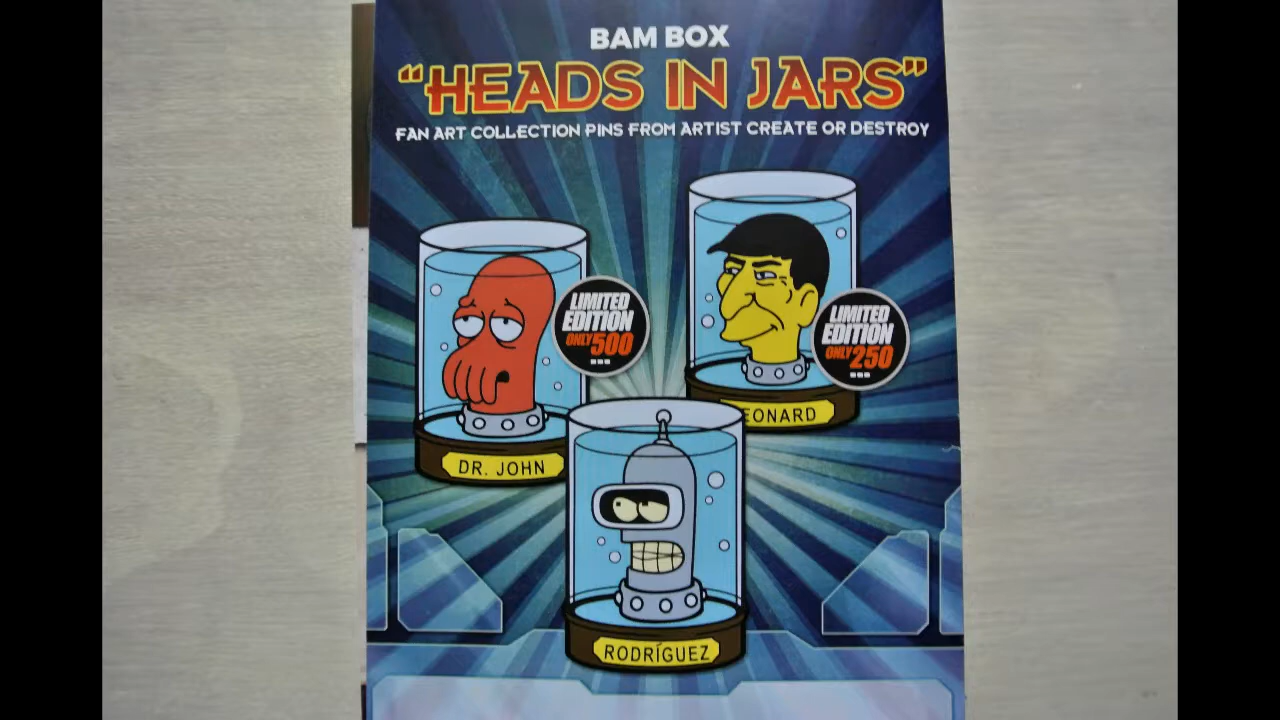 BAM BOX
“HEADS IN JARS”
FAN ART COLLECTION PINS FROM ARTIST CREATE OR DESTROY
LIMITED
EDITION
ONLY 500
LIMITED
EDITION
ONLY 250
EONARD
DR. JOHN
RODRÍGUEZ